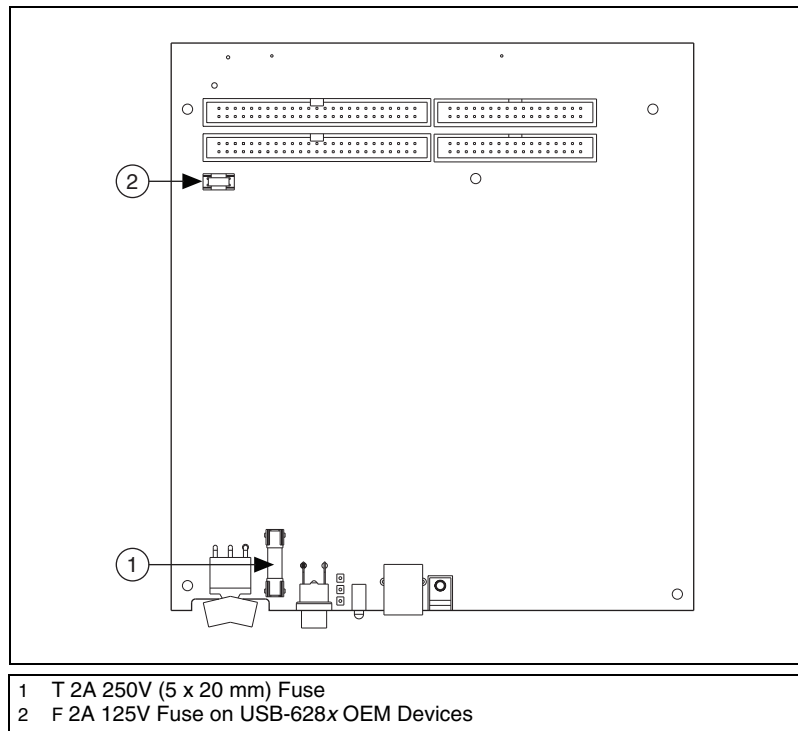 2
1
1 T 2A 250V (5 x 20 mm) Fuse
2 F 2A 125V Fuse on USB-628x OEM Devices